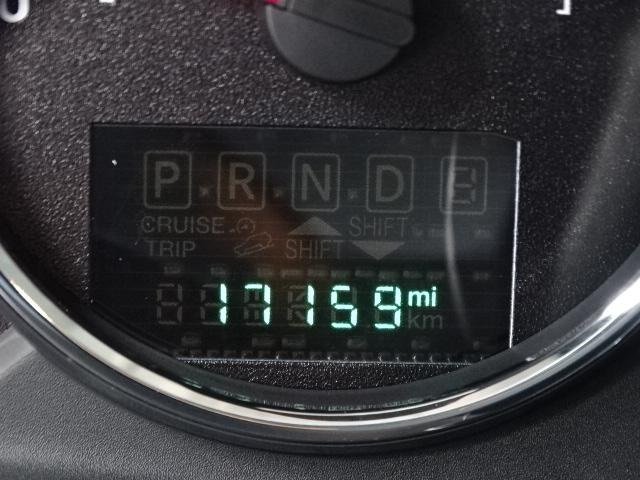 P R N D
CRUISE SHIFT
TRIP SHIFT
17159 mi
km